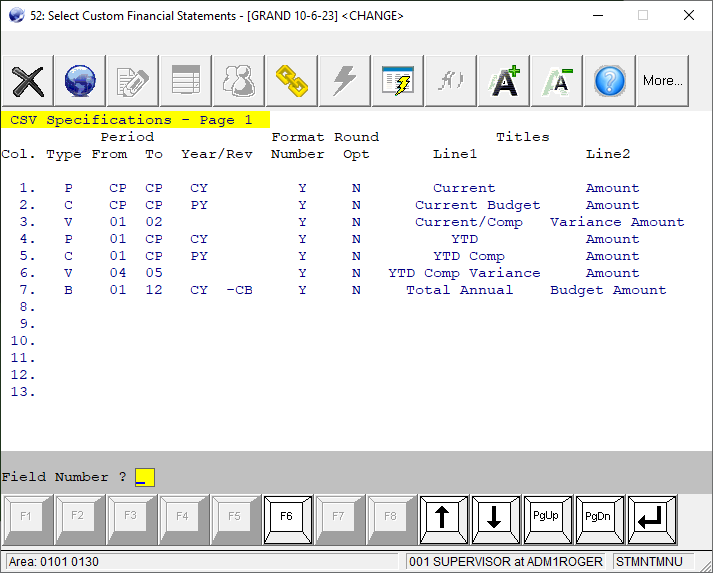 52: Select Custom Financial Statements - [GRAND 10-6-23] <CHANGE>
f() A+ A- ? More...
CSV Specifications - Page 1
Period Format Round Titles
Col. Type From To Year/Rev Number Opt Line1 Line2
1. P CP CP CY Y N Current Amount
2. C CP CP PY Y N Current Budget Amount
3. V 01 02 Y N Current/Comp Variance Amount
4. P 01 CP CY Y N YTD Amount
5. C 01 CP PY Y N YTD Comp Amount
6. V 04 05 Y N YTD Comp Variance Amount
7. B 01 12 CY -CB Y N Total Annual Budget Amount
8.
9.
10.
11.
12.
13.
Field Number ?
F1 F2 F3 F4 F5 F6 F7 F8 PgUp PgDn
Area: 0101 0130 001 SUPERVISOR at ADM1ROGER STMNTMNU